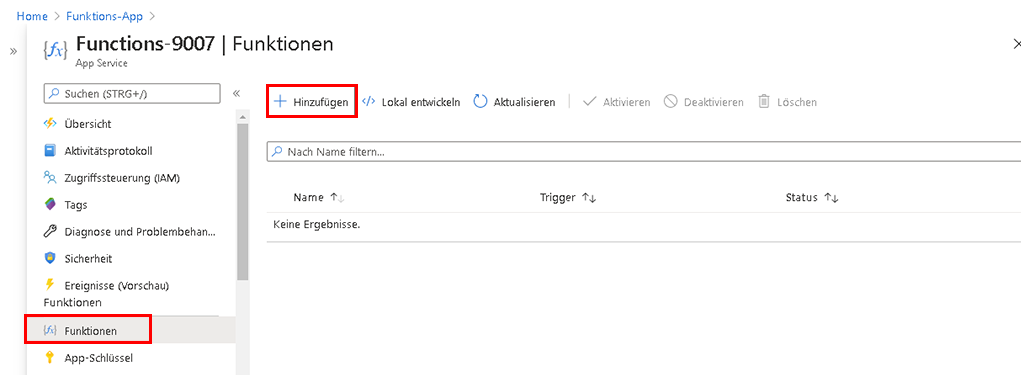 Home > Funktions-App >
»
Functions-9007 | Funktionen
App Service
Suchen (STRG+/)
«
Übersicht
Aktivitätsprotokoll
Zugriffssteuerung (IAM)
Tags
Diagnose und Problembehan...
Sicherheit
Ereignisse (Vorschau)
Funktionen
Funktionen
App-Schlüssel
Hinzufügen </> Lokal entwickeln Aktualisieren Aktivieren Deaktivieren Löschen
Nach Name filtern...
Name ↑↓ Trigger ↑↓ Status ↑↓
Keine Ergebnisse.